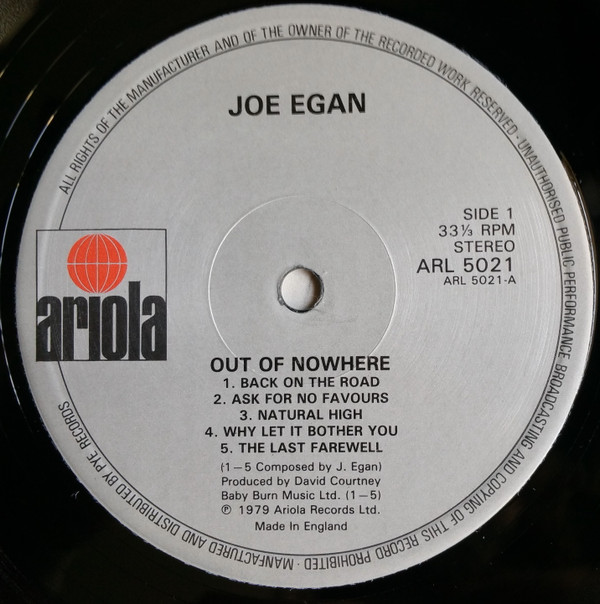 ALL RIGHTS OF THE MANUFACTURER AND OF THE OWNER OF THE RECORDED WORK RESERVED · UNAUTHORISED PUBLIC PERFORMANCE BROADCASTING AND COPYING OF THIS RECORD PROHIBITED · MANFACTURED AND DISTRIBUTED BY PYE RECORDS
JOE EGAN
SIDE 1
33⅓ RPM
STEREO
ARL 5021
ARL 5021-A
ariola
OUT OF NOWHERE
1. BACK ON THE ROAD
2. ASK FOR NO FAVOURS
3. NATURAL HIGH
4. WHY LET IT BOTHER YOU
5. THE LAST FAREWELL
(1–5 Composed by J. Egan)
Produced by David Courtney
Baby Burn Music Ltd. (1–5)
℗ 1979 Ariola Records Ltd.
Made In England